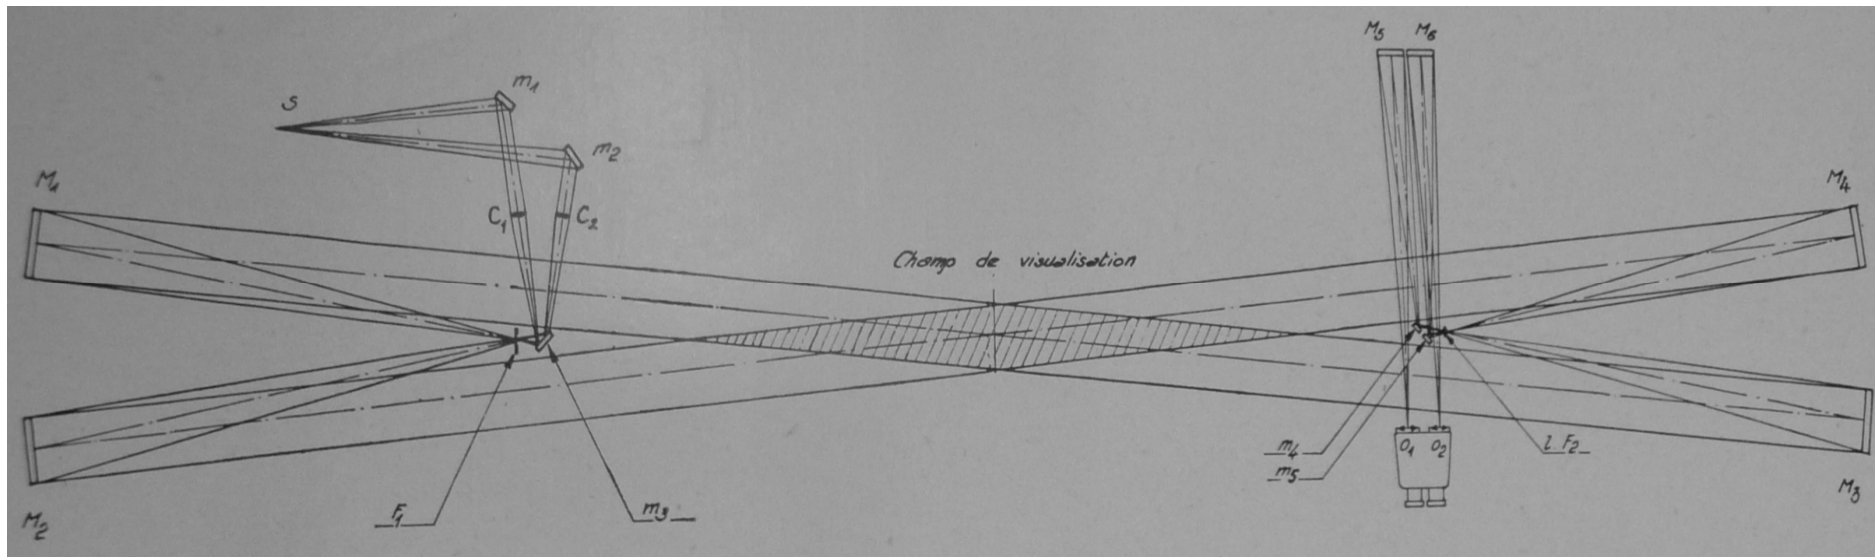 M5 M6
m1
S
m2
M1
M4
C1 C2
Champ de visualisation
m4
O1 O2
l F2
m5
M3
F1
m3
M2